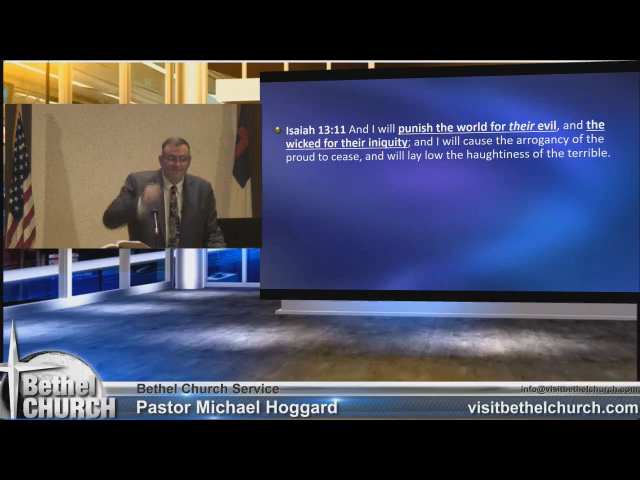 Isaiah 13:11 And I will punish the world for their evil, and the
wicked for their iniquity; and I will cause the arrogancy of the
proud to cease, and will lay low the haughtiness of the terrible.
Bethel
CHURCH
Bethel Church Service
info@visitbethelchurch.com
Pastor Michael Hoggard
visitbethelchurch.com